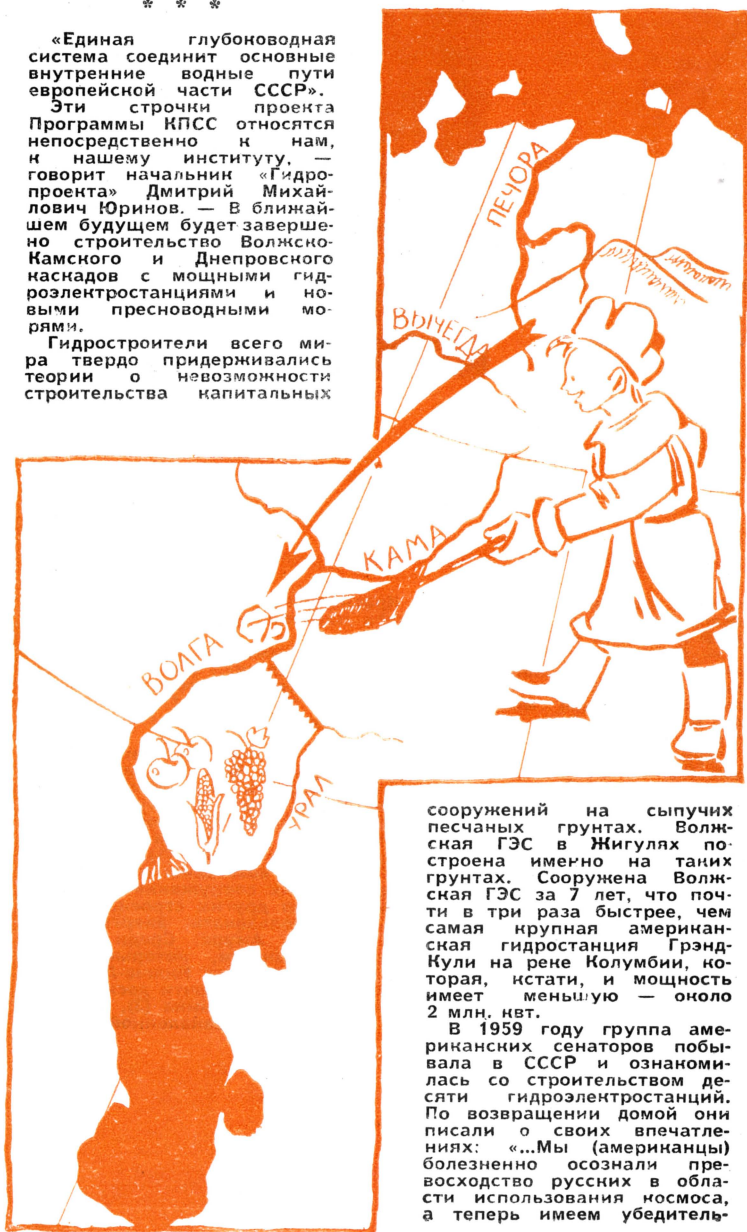 * * *
«Единая глубоководная
система соединит основные
внутренние водные пути
европейской части СССР».
Эти строчки проекта
Программы КПСС относятся
непосредственно к нам,
к нашему институту, —
говорит начальник «Гидро-
проекта» Дмитрий Михай-
лович Юринов. — В ближай-
шем будущем будет заверше-
но строительство Волжско-
Камского и Днепровского
каскадов с мощными гид-
роэлектростанциями и но-
выми пресноводными мо-
рями.
Гидростроители всего ми-
ра твердо придерживались
теории о невозможности
строительства капитальных
ПЕЧОРА
ВЫЧЕГДА
КАМА
ВОЛГА
УРАЛ
сооружений на сыпучих
песчаных грунтах. Волж-
ская ГЭС в Жигулях по-
строена именно на таких
грунтах. Сооружена Волж-
ская ГЭС за 7 лет, что поч-
ти в три раза быстрее, чем
самая крупная американ-
ская гидростанция Грэнд-
Кули на реке Колумбии, ко-
торая, кстати, и мощность
имеет меньшую — около
2 млн. квт.
В 1959 году группа аме-
риканских сенаторов побы-
вала в СССР и ознакоми-
лась со строительством де-
сяти гидроэлектростанций.
По возвращении домой они
писали о своих впечатле-
ниях: «...Мы (американцы)
болезненно осознали пре-
восходство русских в обла-
сти использования космоса,
а теперь имеем убедитель-